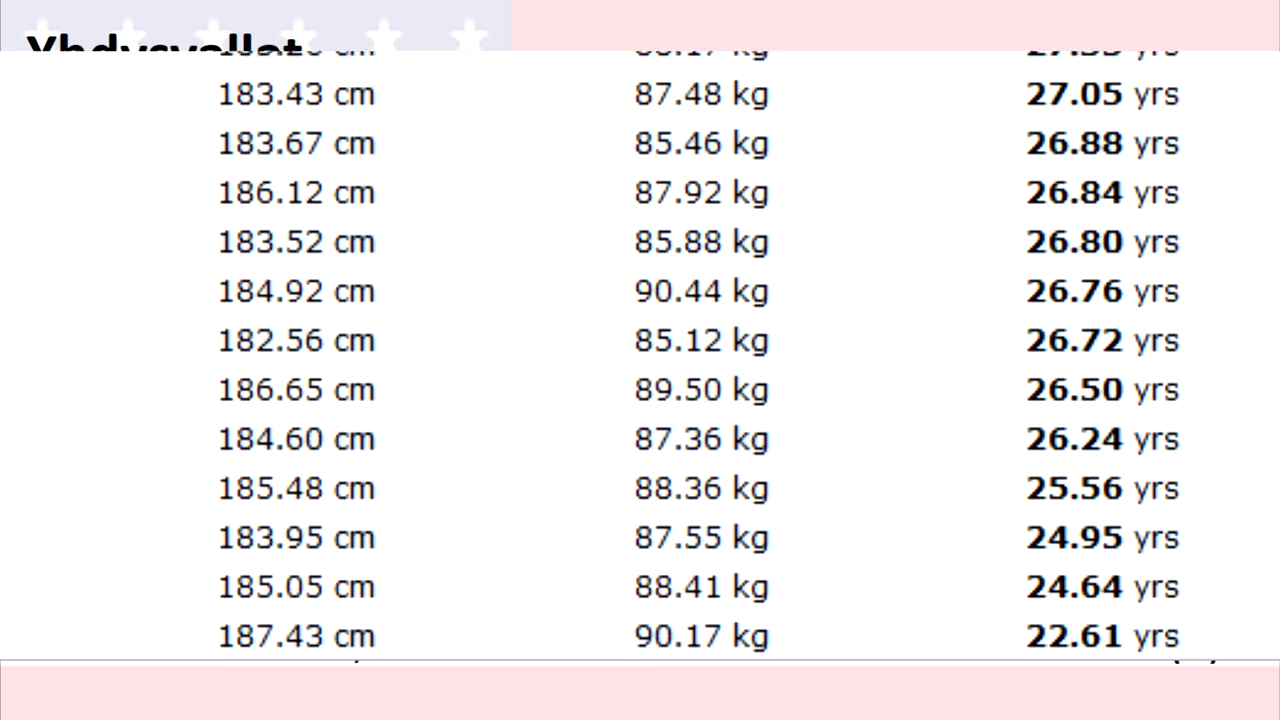 Yhdysvallat
183.43 cm 87.48 kg 27.05 yrs
183.67 cm 85.46 kg 26.88 yrs
186.12 cm 87.92 kg 26.84 yrs
183.52 cm 85.88 kg 26.80 yrs
184.92 cm 90.44 kg 26.76 yrs
182.56 cm 85.12 kg 26.72 yrs
186.65 cm 89.50 kg 26.50 yrs
184.60 cm 87.36 kg 26.24 yrs
185.48 cm 88.36 kg 25.56 yrs
183.95 cm 87.55 kg 24.95 yrs
185.05 cm 88.41 kg 24.64 yrs
187.43 cm 90.17 kg 22.61 yrs